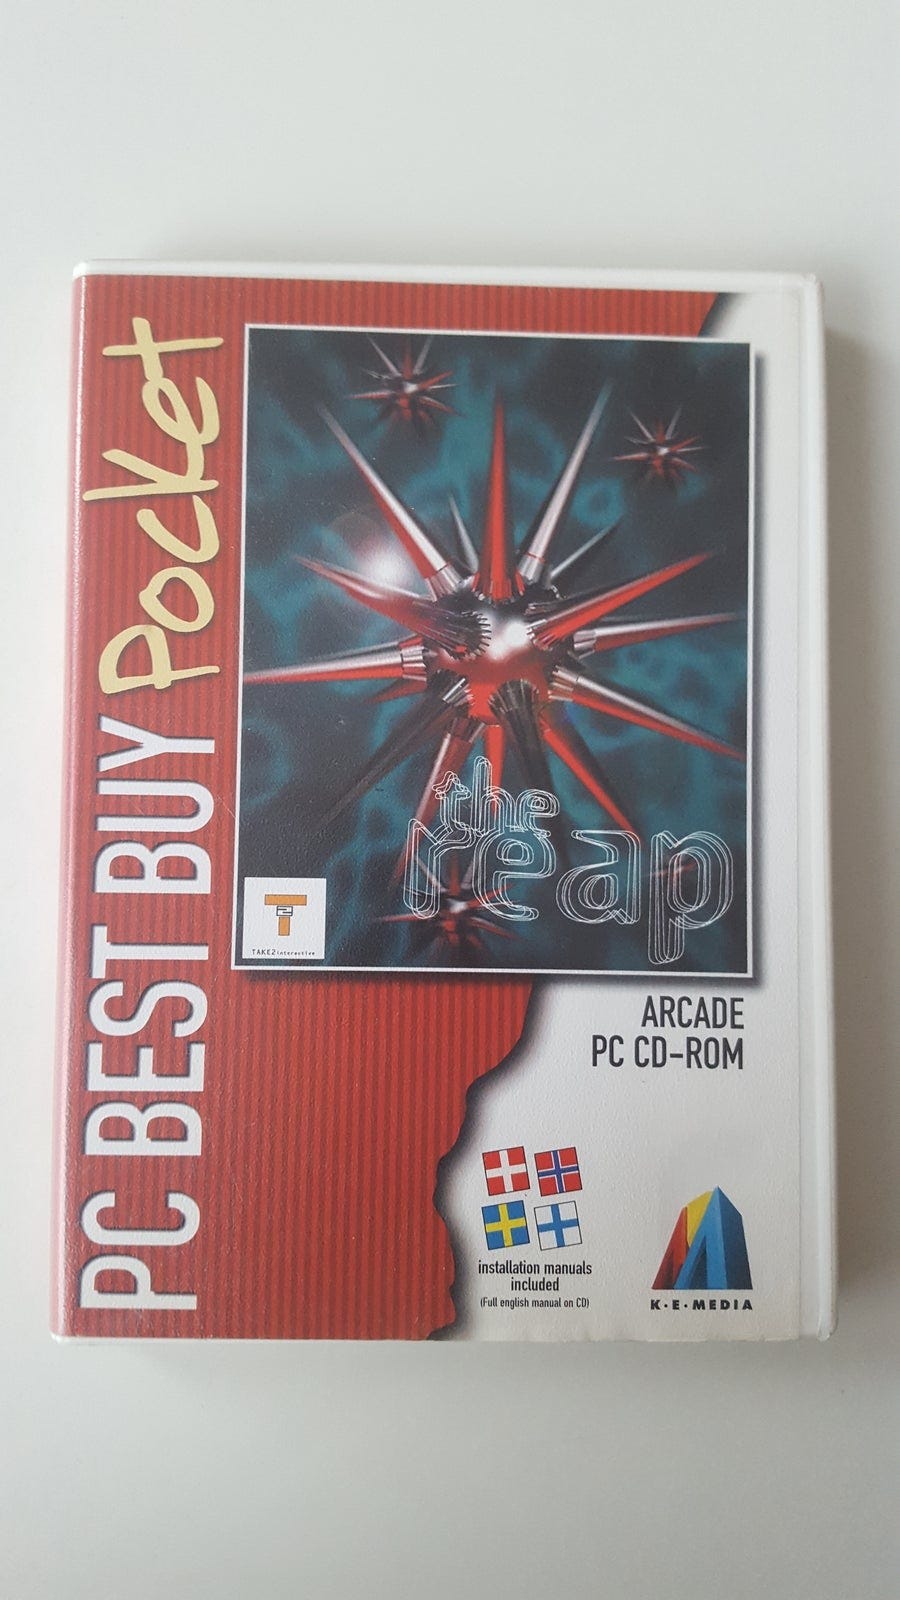 PC BEST BUY Pocket
the
reap
T2
TAKE2 interactive
ARCADE
PC CD-ROM
installation manuals
included
(Full english manual on CD)
K·E·MEDIA